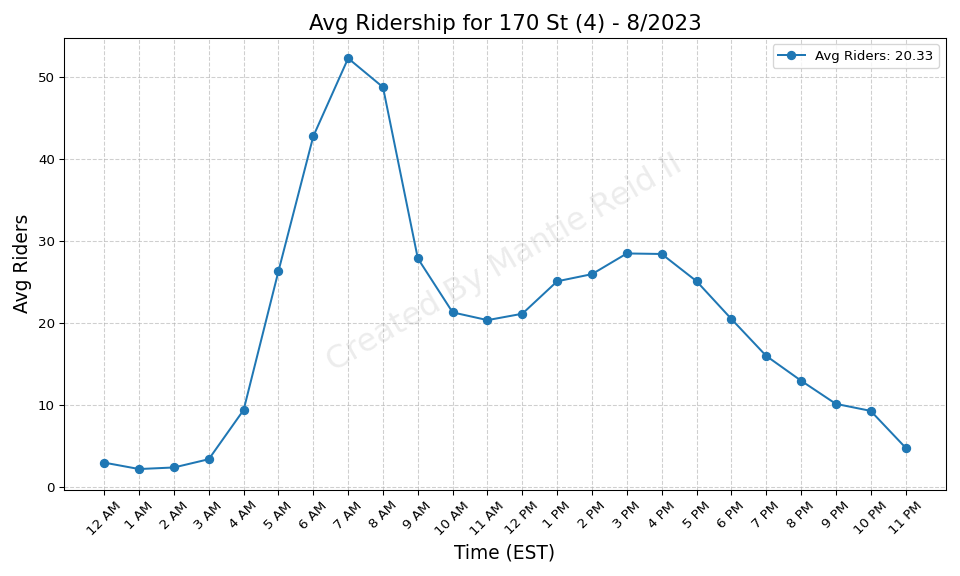 Avg Ridership for 170 St (4) - 8/2023
Avg Riders: 20.33
Avg Riders
50
40
30
20
10
0
Created By Mantie Reid II
12 AM
1 AM
2 AM
3 AM
4 AM
5 AM
6 AM
7 AM
8 AM
9 AM
10 AM
11 AM
12 PM
1 PM
2 PM
3 PM
4 PM
5 PM
6 PM
7 PM
8 PM
9 PM
10 PM
11 PM
Time (EST)